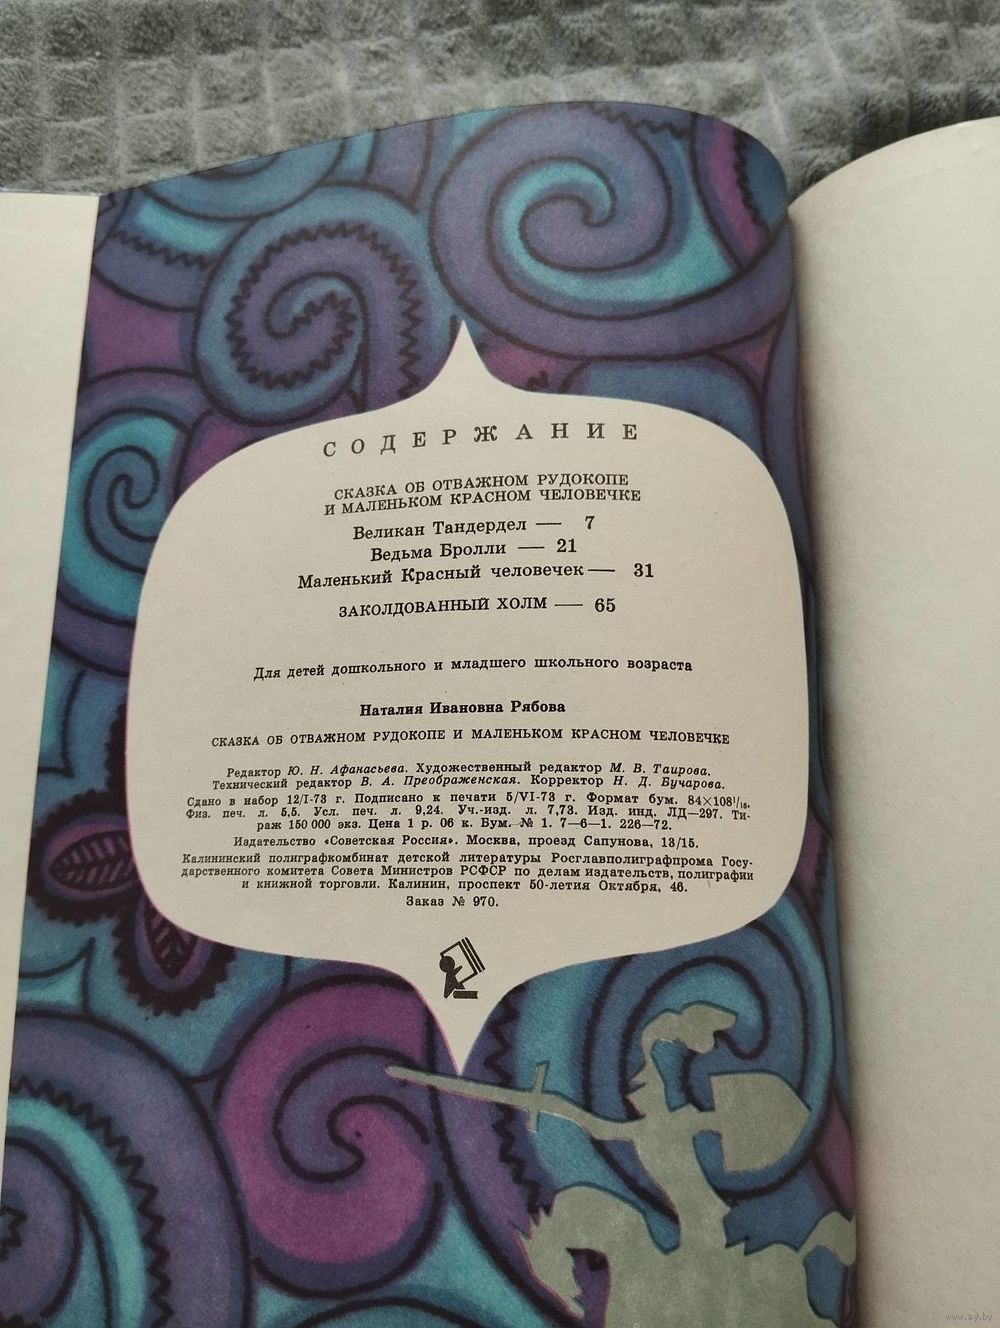 СОДЕРЖАНИЕ
СКАЗКА ОБ ОТВАЖНОМ РУДОКОПЕ
И МАЛЕНЬКОМ КРАСНОМ ЧЕЛОВЕЧКЕ
Великан Тандердел — 7
Ведьма Бролли — 21
Маленький Красный человечек — 31
ЗАКОЛДОВАННЫЙ ХОЛМ — 65
Для детей дошкольного и младшего школьного возраста
Наталия Ивановна Рябова
СКАЗКА ОБ ОТВАЖНОМ РУДОКОПЕ И МАЛЕНЬКОМ КРАСНОМ ЧЕЛОВЕЧКЕ
Редактор Ю. Н. Афанасьева. Художественный редактор М. В. Таирова.
Технический редактор В. А. Преображенская. Корректор Н. Д. Бучарова.
Сдано в набор 12/I-73 г. Подписано к печати 5/VI-73 г. Формат бум. 84×108¹/₁₆.
Физ. печ. л. 5,5. Усл. печ. л. 9,24. Уч.-изд. л. 7,73. Изд. инд. ЛД—297. Ти-
раж 150 000 экз. Цена 1 р. 06 к. Бум. № 1. 7—6—1. 226—72.
Издательство «Советская Россия». Москва, проезд Сапунова, 13/15.
Калининский полиграфкомбинат детской литературы Росглавполиграфпрома Госу-
дарственного комитета Совета Министров РСФСР по делам издательств, полиграфии
и книжной торговли. Калинин, проспект 50-летия Октября, 46.
Заказ № 970.
www.ay.by